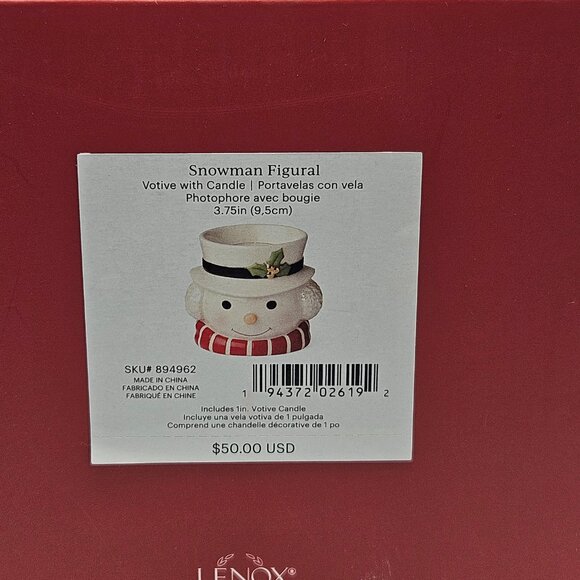 Snowman Figural
Votive with Candle | Portavelas con vela
Photophore avec bougie
3.75in (9,5cm)
SKU# 894962
MADE IN CHINA
FABRICADO EN CHINA
FABRIQUÉ EN CHINE
1 94372 02619 2
Includes 1in. Votive Candle
Incluye una vela votiva de 1 pulgada
Comprend une chandelle décorative de 1 po
$50.00 USD
LENOX®